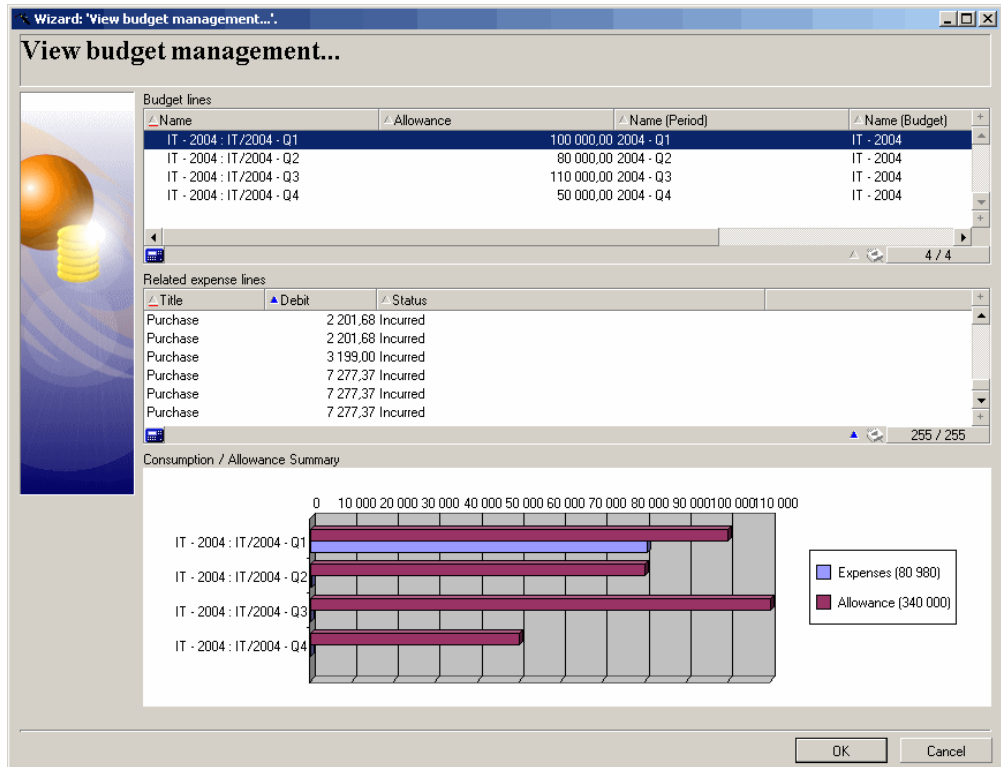 Wizard: 'View budget management...'.
View budget management...
Budget lines
Name Allowance Name (Period) Name (Budget)
IT - 2004 : IT/2004 - Q1 100 000,00 2004 - Q1 IT - 2004
IT - 2004 : IT/2004 - Q2 80 000,00 2004 - Q2 IT - 2004
IT - 2004 : IT/2004 - Q3 110 000,00 2004 - Q3 IT - 2004
IT - 2004 : IT/2004 - Q4 50 000,00 2004 - Q4 IT - 2004
4 / 4
Related expense lines
Title Debit Status
Purchase 2 201,68 Incurred
Purchase 2 201,68 Incurred
Purchase 3 199,00 Incurred
Purchase 7 277,37 Incurred
Purchase 7 277,37 Incurred
Purchase 7 277,37 Incurred
255 / 255
Consumption / Allowance Summary
0 10 000 20 000 30 000 40 000 50 000 60 000 70 000 80 000 90 000 100 000 110 000
IT - 2004 : IT/2004 - Q1
IT - 2004 : IT/2004 - Q2
IT - 2004 : IT/2004 - Q3
IT - 2004 : IT/2004 - Q4
Expenses (80 980)
Allowance (340 000)
OK Cancel